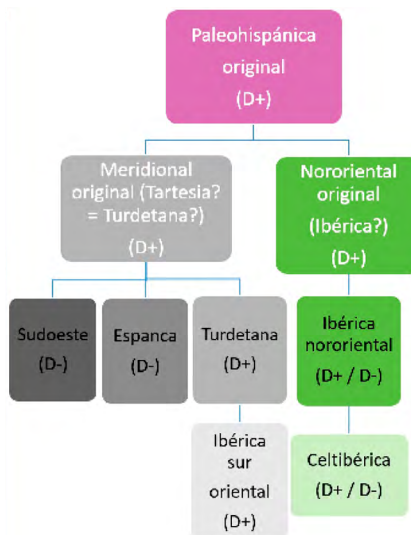 Paleohispánica
original
(D+)
Meridional
original (Tartesia?
= Turdetana?)
(D+)
Nororiental
original
(Ibérica?)
(D+)
Sudoeste
(D-)
Espanca
(D-)
Turdetana
(D+)
Ibérica
nororiental
(D+ / D-)
Ibérica
sur
oriental
(D+)
Celtibérica
(D+ / D-)